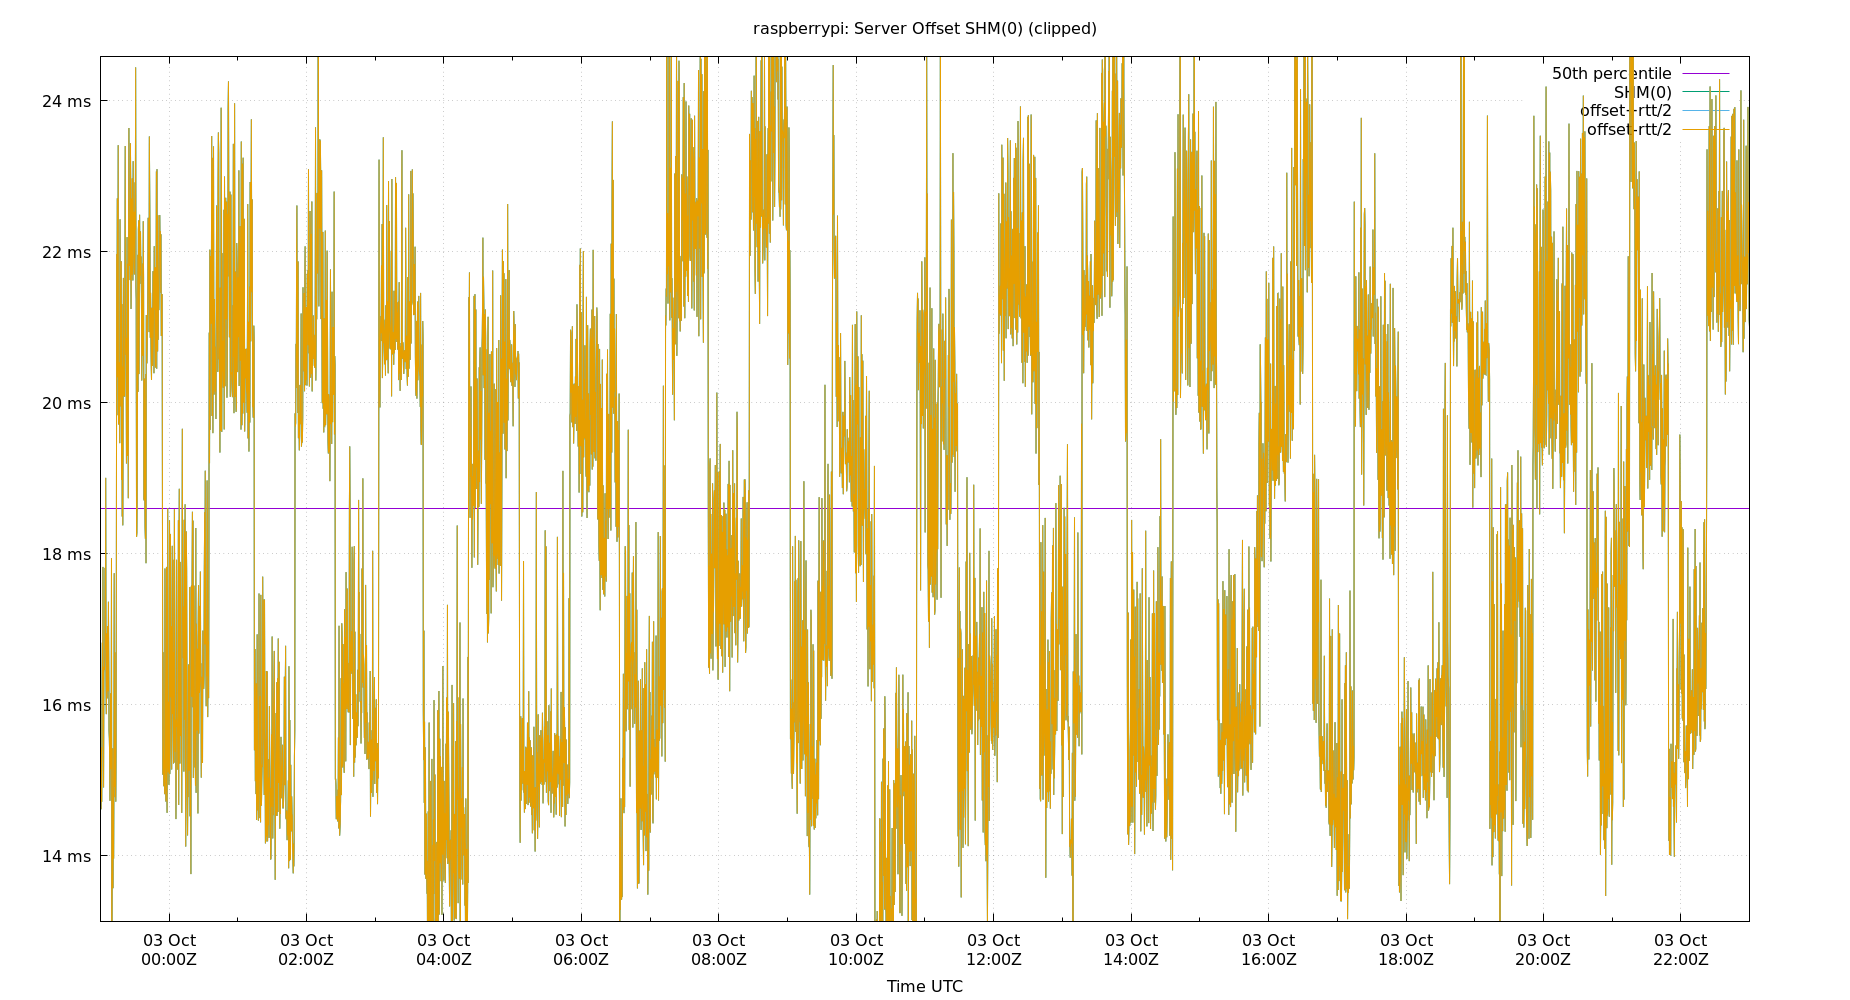 raspberrypi: Server Offset SHM(0) (clipped)
50th percentile
SHM(0)
offset+rtt/2
offset-rtt/2
24 ms
22 ms
20 ms
18 ms
16 ms
14 ms
03 Oct 03 Oct 03 Oct 03 Oct 03 Oct 03 Oct 03 Oct 03 Oct 03 Oct 03 Oct 03 Oct 03 Oct
00:00Z 02:00Z 04:00Z 06:00Z 08:00Z 10:00Z 12:00Z 14:00Z 16:00Z 18:00Z 20:00Z 22:00Z
Time UTC